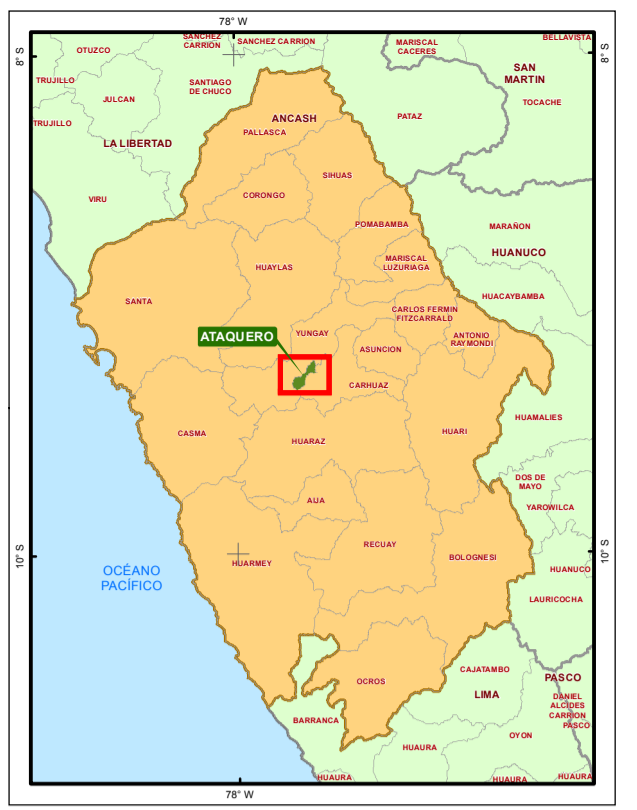 78° W
SANCHEZ
CARRION
SANCHEZ CARRION
MARISCAL
CACERES
BELLAVISTA
OTUZCO
8° S
8° S
SAN
MARTIN
TRUJILLO
SANTIAGO
DE CHUCO
JULCAN
TOCACHE
PATAZ
TRUJILLO
ANCASH
PALLASCA
LA LIBERTAD
SIHUAS
CORONGO
VIRU
POMABAMBA
MARAÑON
HUANUCO
MARISCAL
LUZURIAGA
HUAYLAS
HUACAYBAMBA
SANTA
CARLOS FERMIN
FITZCARRALD
ATAQUERO
YUNGAY
ANTONIO
RAYMONDI
ASUNCION
CARHUAZ
HUAMALIES
CASMA
HUARAZ
HUARI
DOS DE
MAYO
AIJA
YAROWILCA
RECUAY
BOLOGNESI
10° S
10° S
HUARMEY
OCÉANO
PACÍFICO
HUANUCO
LAURICOCHA
CAJATAMBO
PASCO
OCROS
LIMA
DANIEL
ALCIDES
CARRION
PASCO
BARRANCA
OYON
HUAURA
HUAURA
HUAURA
HUAURA
78° W